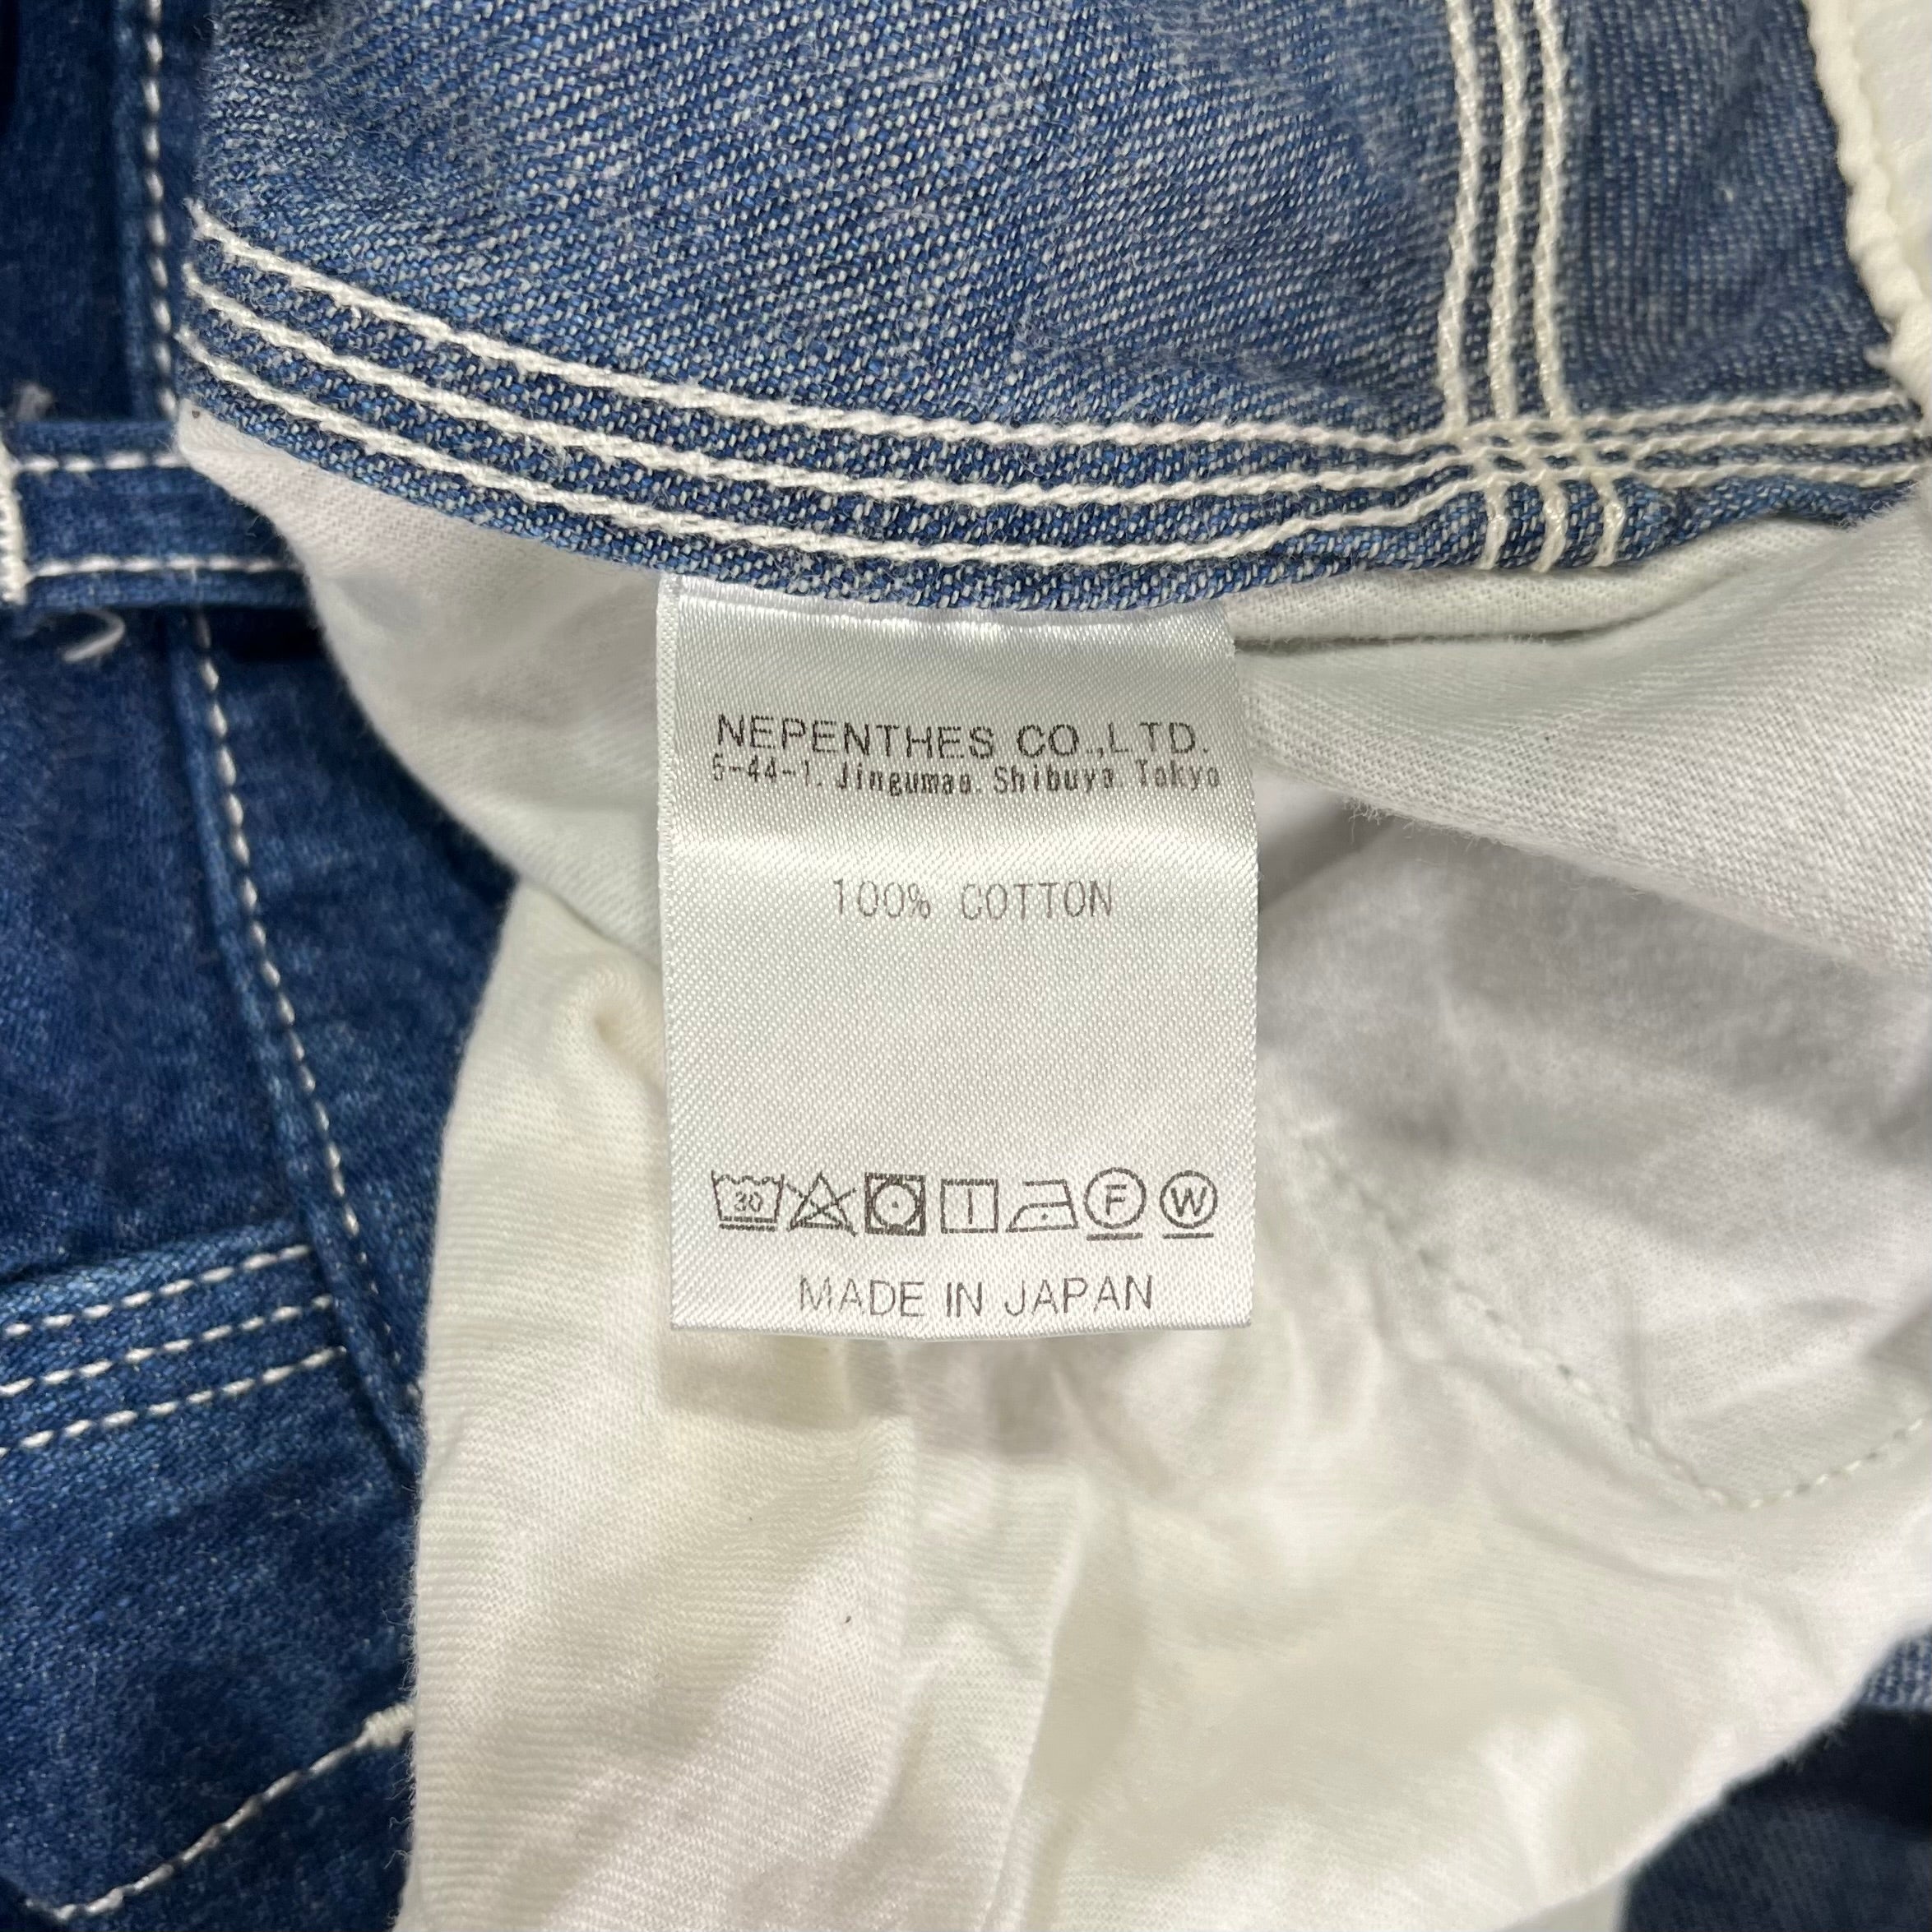 NEPENTHES CO.,LTD.
5-44-1. Jingumae. Shibuya. Tokyo
100% COTTON
30 F W
MADE IN JAPAN